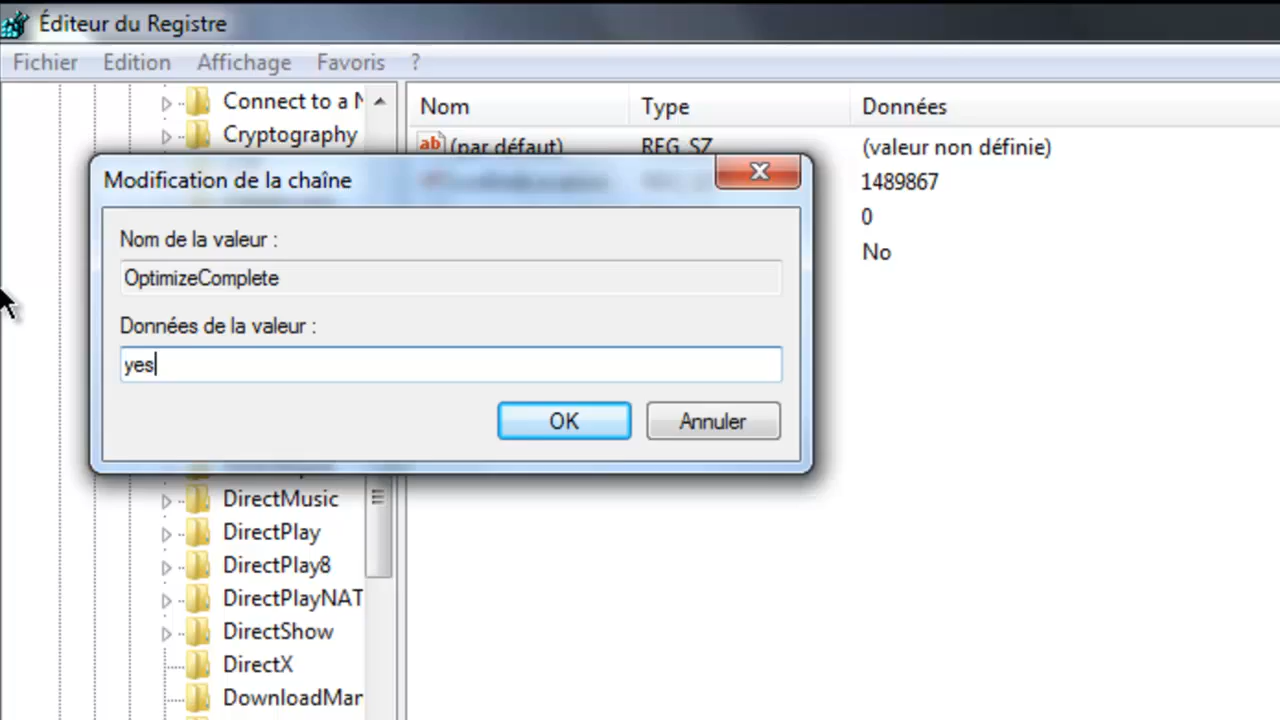 Éditeur du Registre
Fichier Edition Affichage Favoris ?
Connect to a N
Cryptography
Nom Type Données
(par défaut) REG_SZ (valeur non définie)
1489867
0
No
Modification de la chaîne
Nom de la valeur :
OptimizeComplete
Données de la valeur :
yes
OK Annuler
DirectMusic
DirectPlay
DirectPlay8
DirectPlayNAT
DirectShow
DirectX
DownloadMan